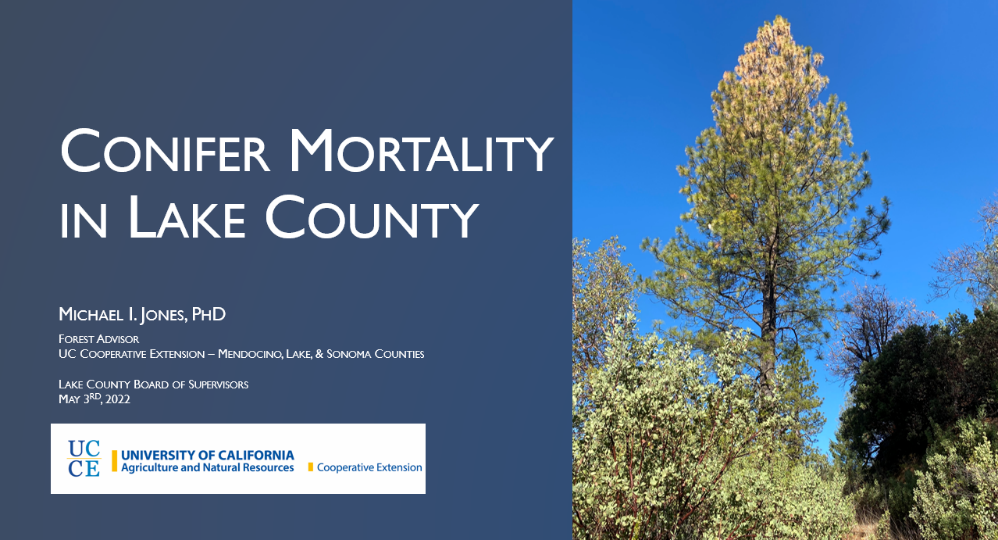 Conifer Mortality
in Lake County
Michael I. Jones, PhD
Forest Advisor
UC Cooperative Extension – Mendocino, Lake, & Sonoma Counties
Lake County Board of Supervisors
May 3rd, 2022
UC
CE
UNIVERSITY OF CALIFORNIA
Agriculture and Natural Resources
Cooperative Extension